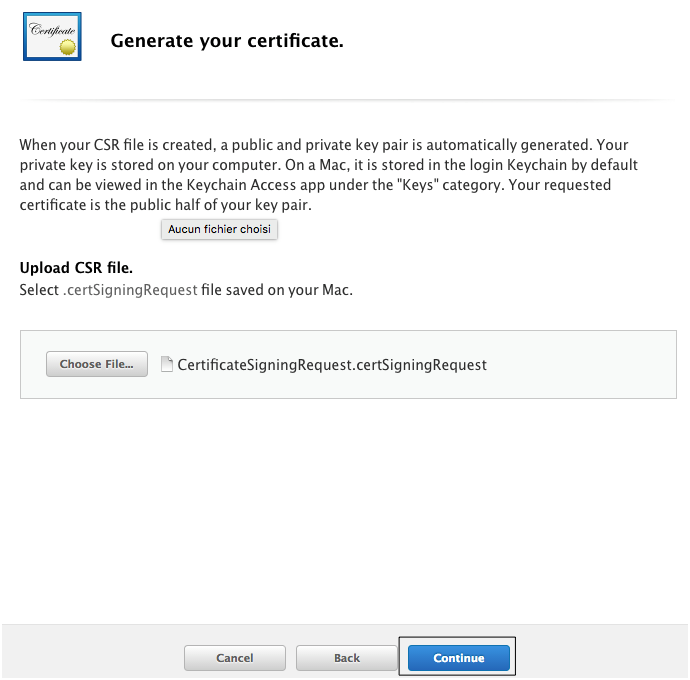 Certificate
Generate your certificate.
When your CSR file is created, a public and private key pair is automatically generated. Your
private key is stored on your computer. On a Mac, it is stored in the login Keychain by default
and can be viewed in the Keychain Access app under the "Keys" category. Your requested
certificate is the public half of your key pair.
Aucun fichier choisi
Upload CSR file.
Select .certSigningRequest file saved on your Mac.
Choose File... CertificateSigningRequest.certSigningRequest
Cancel Back Continue